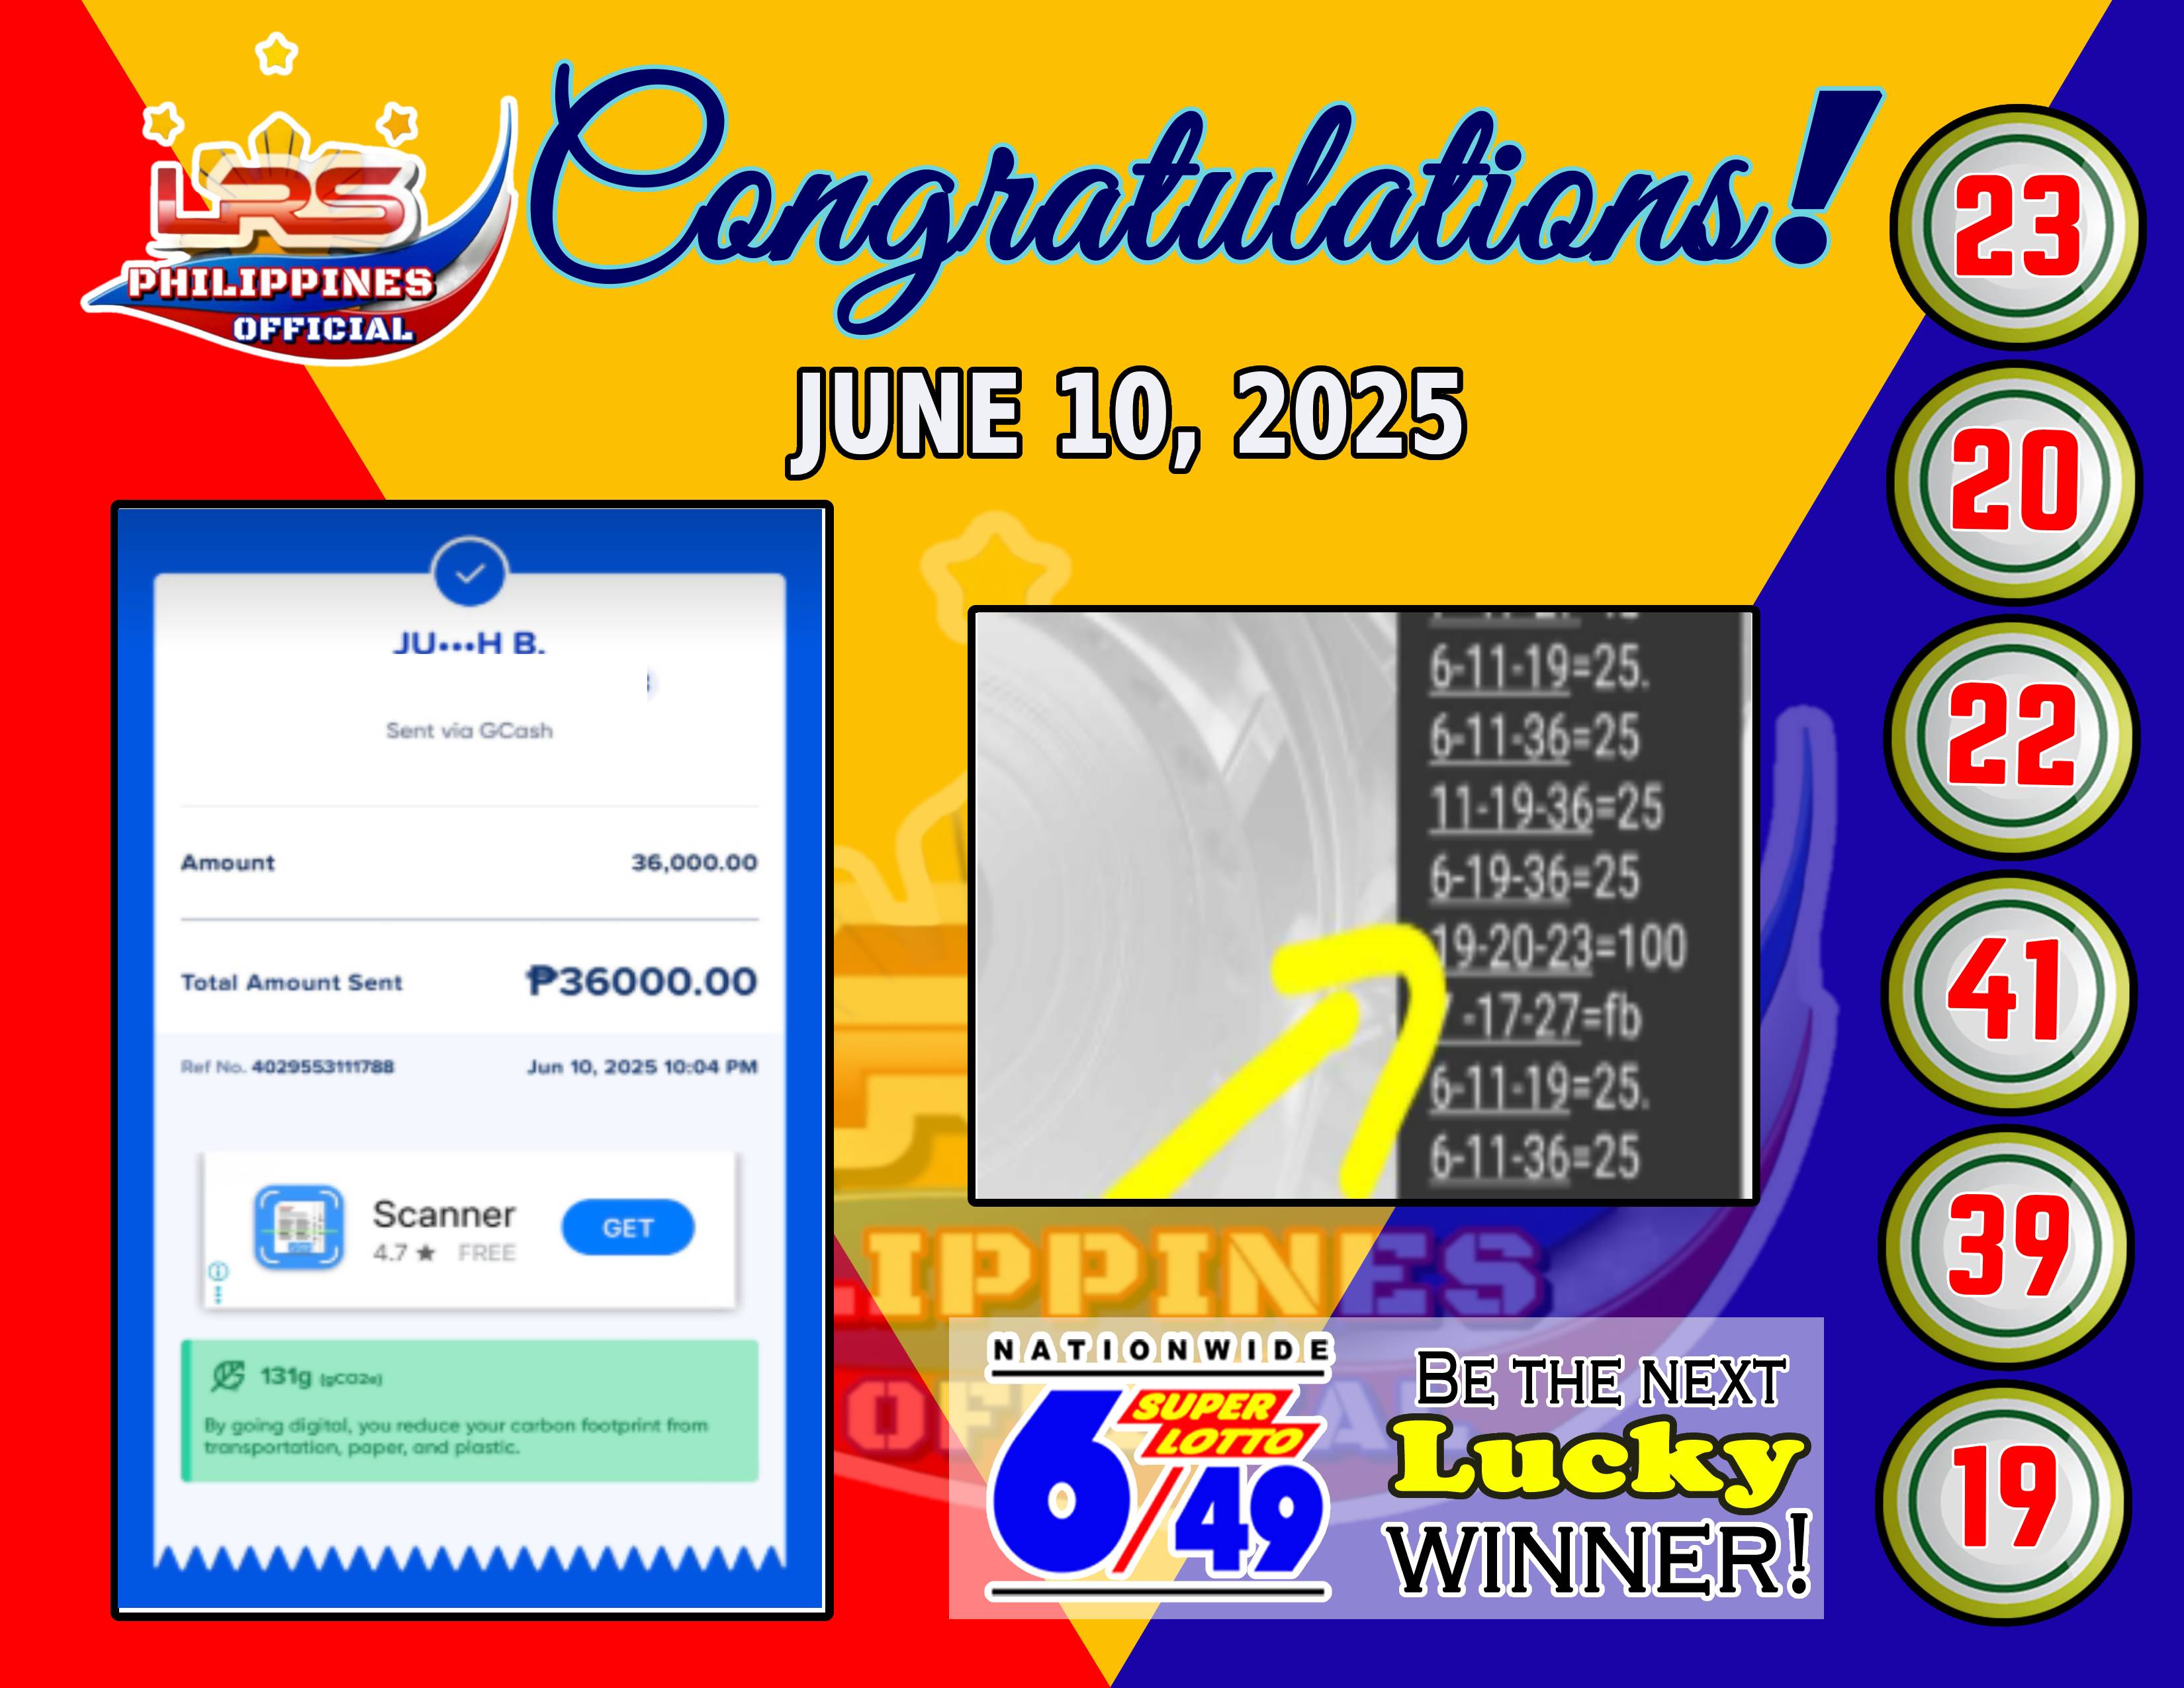 LRS
PHILIPPINES
OFFICIAL
Congratulations!
JUNE 10, 2025
JU•••H B.
Sent via GCash
Amount 36,000.00
Total Amount Sent ₱36000.00
Ref No. 4029553111788 Jun 10, 2025 10:04 PM
Scanner
4.7 ★ FREE
GET
131g (gCO2e)
By going digital, you reduce your carbon footprint from
transportation, paper, and plastic.
6-11-19=25.
6-11-36=25
11-19-36=25
6-19-36=25
19-20-23=100
-17-27=fb
6-11-19=25.
6-11-36=25
NATIONWIDE
SUPER
LOTTO
6/49
BE THE NEXT
Lucky
WINNER!
23
20
22
41
39
19